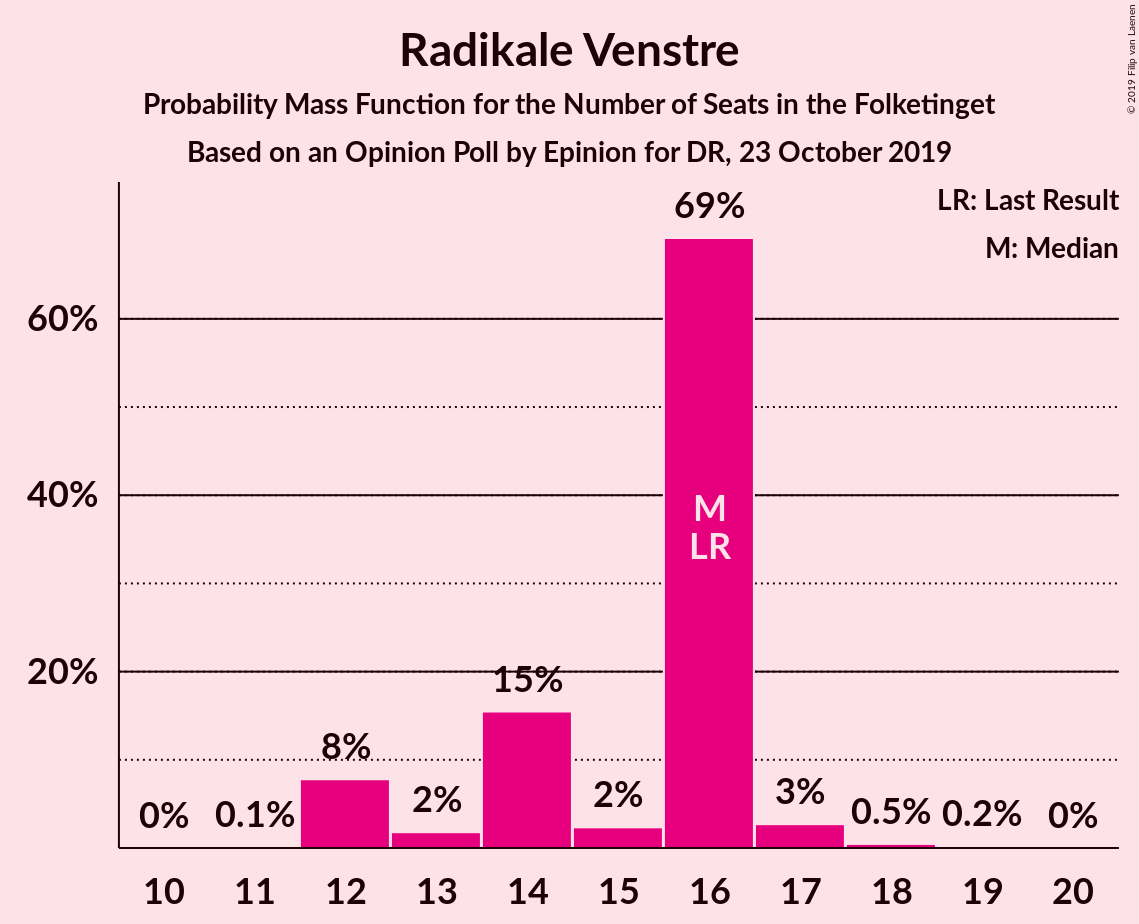 Radikale Venstre
Probability Mass Function for the Number of Seats in the Folketinget
Based on an Opinion Poll by Epinion for DR, 23 October 2019
© 2019 Filip van Laenen
LR: Last Result
M: Median
69%
60%
40%
20%
M
LR
15%
8%
2%
2%
3%
0%
0.1%
0.5%
0.2%
0%
10 11 12 13 14 15 16 17 18 19 20